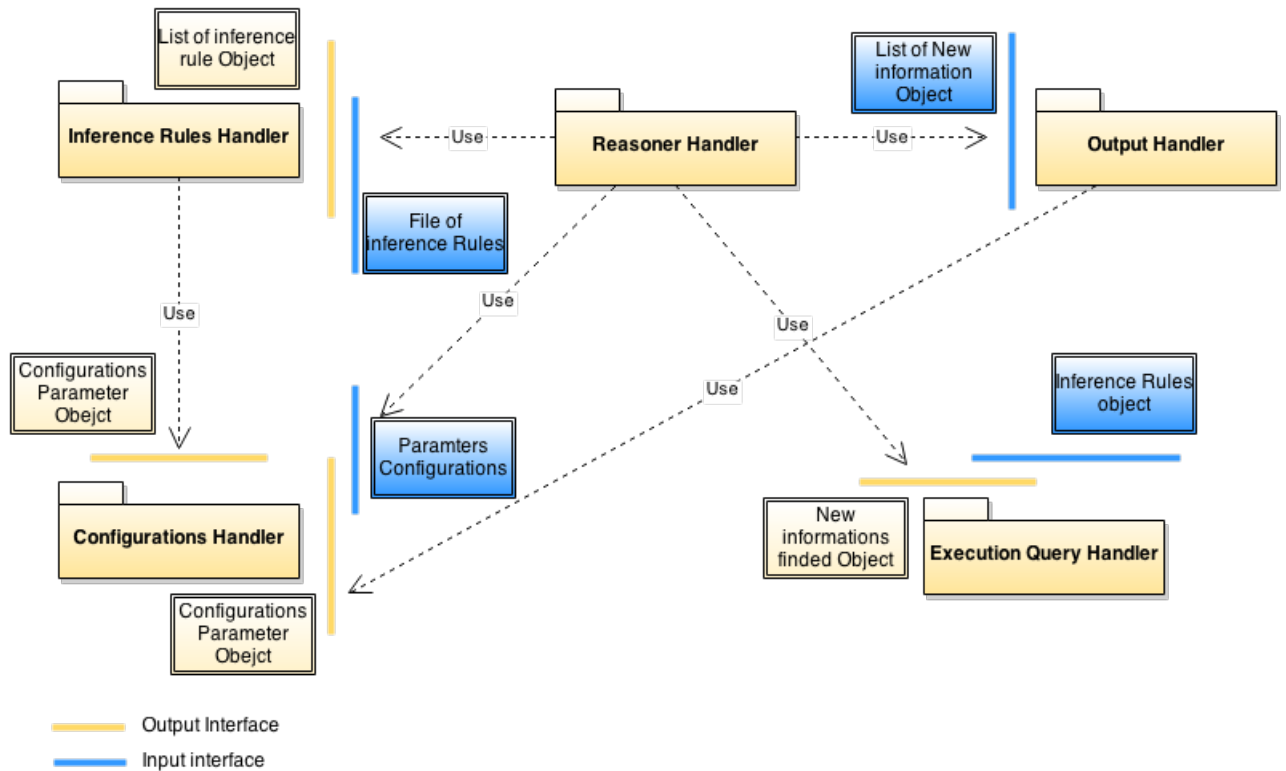 List of inference
rule Object
List of New
information
Object
Inference Rules Handler
Use
Reasoner Handler
Use
Output Handler
File of
inference Rules
Use
Use
Use
Configurations
Parameter
Obejct
Use
Inference Rules
object
Paramters
Configurations
Configurations Handler
New
informations
finded Object
Execution Query Handler
Configurations
Parameter
Obejct
Output Interface
Input interface